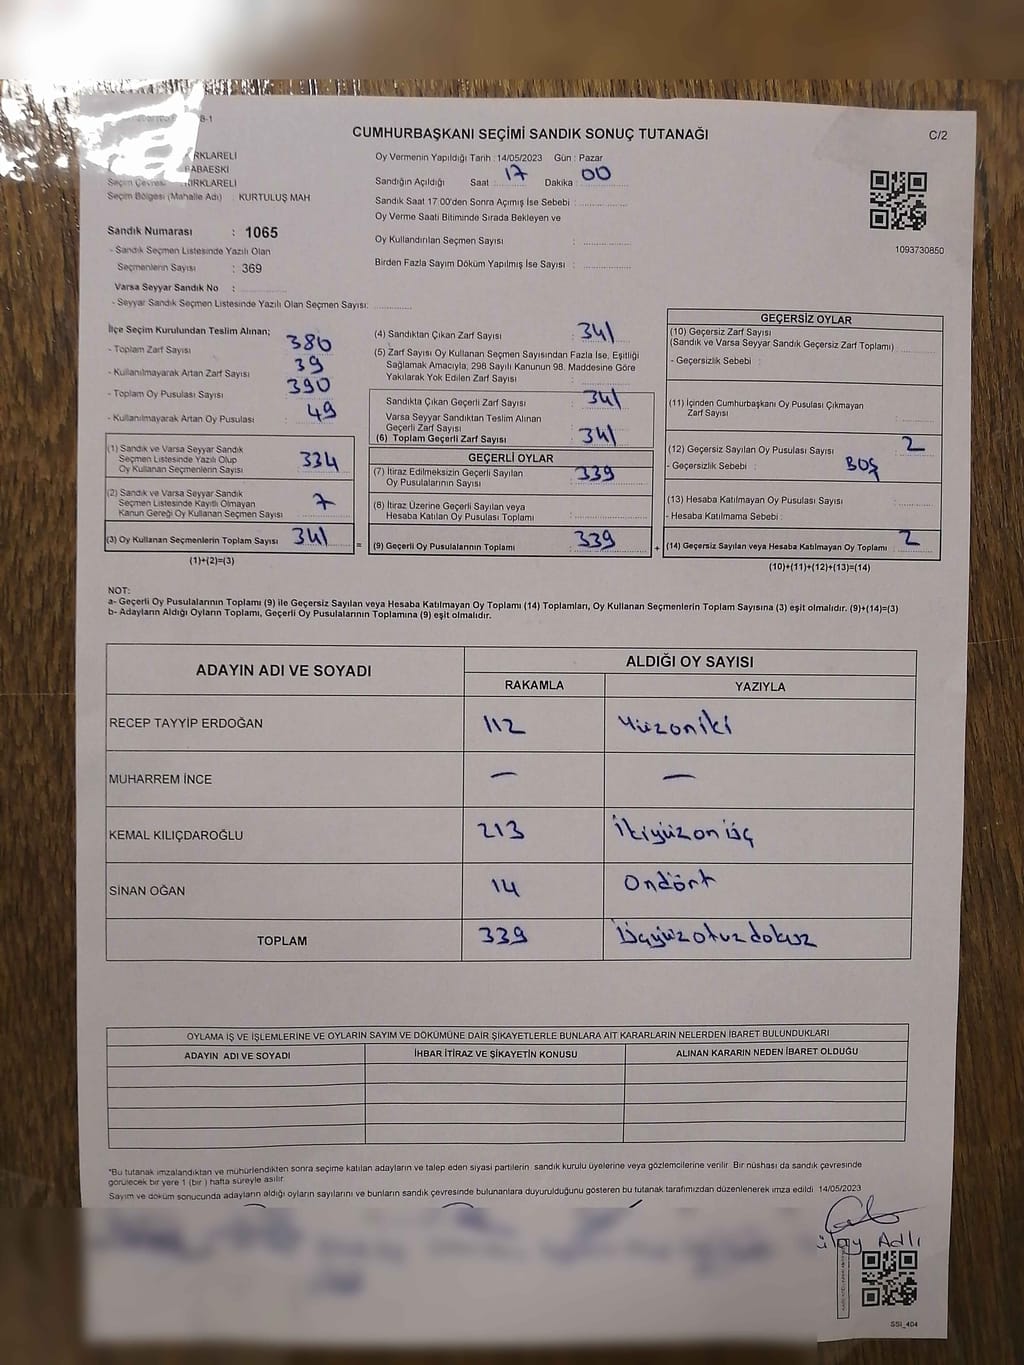 8-1
CUMHURBAŞKANI SEÇİMİ SANDIK SONUÇ TUTANAĞI
C/2
RKLARELİ
BABAESKİ
Seçim Çevresi KIRKLARELİ
Seçim Bölgesi (Mahalle Adı) : KURTULUŞ MAH
Sandık Numarası : 1065
- Sandık Seçmen Listesinde Yazılı Olan
Seçmenlerin Sayısı : 369
Varsa Seyyar Sandık No :
- Seyyar Sandık Seçmen Listesinde Yazılı Olan Seçmen Sayısı:
Oy Vermenin Yapıldığı Tarih : 14/05/2023 Gün : Pazar
Sandığın Açıldığı Saat : 17 Dakika : 00
Sandık Saat 17:00'den Sonra Açımış İse Sebebi :
Oy Verme Saati Bitiminde Sırada Bekleyen ve
Oy Kullandırılan Seçmen Sayısı :
Birden Fazla Sayım Döküm Yapılmış İse Sayısı :
1093730850
İlçe Seçim Kurulundan Teslim Alınan;
- Toplam Zarf Sayısı : 380
- Kullanılmayarak Artan Zarf Sayısı : 39
- Toplam Oy Pusulası Sayısı : 390
- Kullanılmayarak Artan Oy Pusulası : 49
(1) Sandık ve Varsa Seyyar Sandık
Seçmen Listesinde Yazılı Olup
Oy Kullanan Seçmenlerin Sayısı : 334
(2) Sandık ve Varsa Seyyar Sandık
Seçmen Listesinde Kayıtlı Olmayan
Kanun Gereği Oy Kullanan Seçmen Sayısı : 7
(3) Oy Kullanan Seçmenlerin Toplam Sayısı : 341
(1)+(2)=(3)
(4) Sandıktan Çıkan Zarf Sayısı : 341
(5) Zarf Sayısı Oy Kullanan Seçmen Sayısından Fazla İse, Eşitliği
Sağlamak Amacıyla, 298 Sayılı Kanunun 98. Maddesine Göre
Yakılarak Yok Edilen Zarf Sayısı :
Sandıkta Çıkan Geçerli Zarf Sayısı : 341
Varsa Seyyar Sandıktan Teslim Alınan
Geçerli Zarf Sayısı :
(6) Toplam Geçerli Zarf Sayısı : 341
GEÇERLİ OYLAR
(7) İtiraz Edilmeksizin Geçerli Sayılan
Oy Pusulalarının Sayısı : 339
(8) İtiraz Üzerine Geçerli Sayılan veya
Hesaba Katılan Oy Pusulası Toplamı :
= (9) Geçerli Oy Pusulalarının Toplamı : 339
GEÇERSİZ OYLAR
(10) Geçersiz Zarf Sayısı
(Sandık ve Varsa Seyyar Sandık Geçersiz Zarf Toplamı) :
- Geçersizlik Sebebi :
(11) İçinden Cumhurbaşkanı Oy Pusulası Çıkmayan
Zarf Sayısı :
(12) Geçersiz Sayılan Oy Pusulası Sayısı : 2
- Geçersizlik Sebebi : BOŞ
(13) Hesaba Katılmayan Oy Pusulası Sayısı :
- Hesaba Katılmama Sebebi :
+ (14) Geçersiz Sayılan veya Hesaba Katılmayan Oy Toplamı : 2
(10)+(11)+(12)+(13)=(14)
NOT:
a- Geçerli Oy Pusulalarının Toplamı (9) ile Geçersiz Sayılan veya Hesaba Katılmayan Oy Toplamı (14) Toplamları, Oy Kullanan Seçmenlerin Toplam Sayısına (3) eşit olmalıdır. (9)+(14)=(3)
b- Adayların Aldığı Oyların Toplamı, Geçerli Oy Pusulalarının Toplamına (9) eşit olmalıdır.
ADAYIN ADI VE SOYADI ALDIĞI OY SAYISI
RAKAMLA YAZIYLA
RECEP TAYYİP ERDOĞAN 112 Yüzoniki
MUHARREM İNCE — —
KEMAL KILIÇDAROĞLU 213 İkiyüzonüç
SİNAN OĞAN 14 Ondört
TOPLAM 339 Üçyüzotuzdokuz
OYLAMA İŞ VE İŞLEMLERİNE VE OYLARIN SAYIM VE DÖKÜMÜNE DAİR ŞİKAYETLERLE BUNLARA AİT KARARLARIN NELERDEN İBARET BULUNDUKLARI
ADAYIN ADI VE SOYADI İHBAR İTİRAZ VE ŞİKAYETİN KONUSU ALINAN KARARIN NEDEN İBARET OLDUĞU
*Bu tutanak imzalandıktan ve mühürlendikten sonra seçime katılan adayların ve talep eden siyasi partilerin sandık kurulu üyelerine veya gözlemcilerine verilir. Bir nüshası da sandık çevresinde
görülecek bir yere 1 (bir ) hafta süreyle asılır.
Sayım ve döküm sonucunda adayların aldığı oyların sayılarını ve bunların sandık çevresinde bulunanlara duyurulduğunu gösteren bu tutanak tarafımızdan düzenlenerek imza edildi 14/05/2023
ülay Adlı
SSI_404